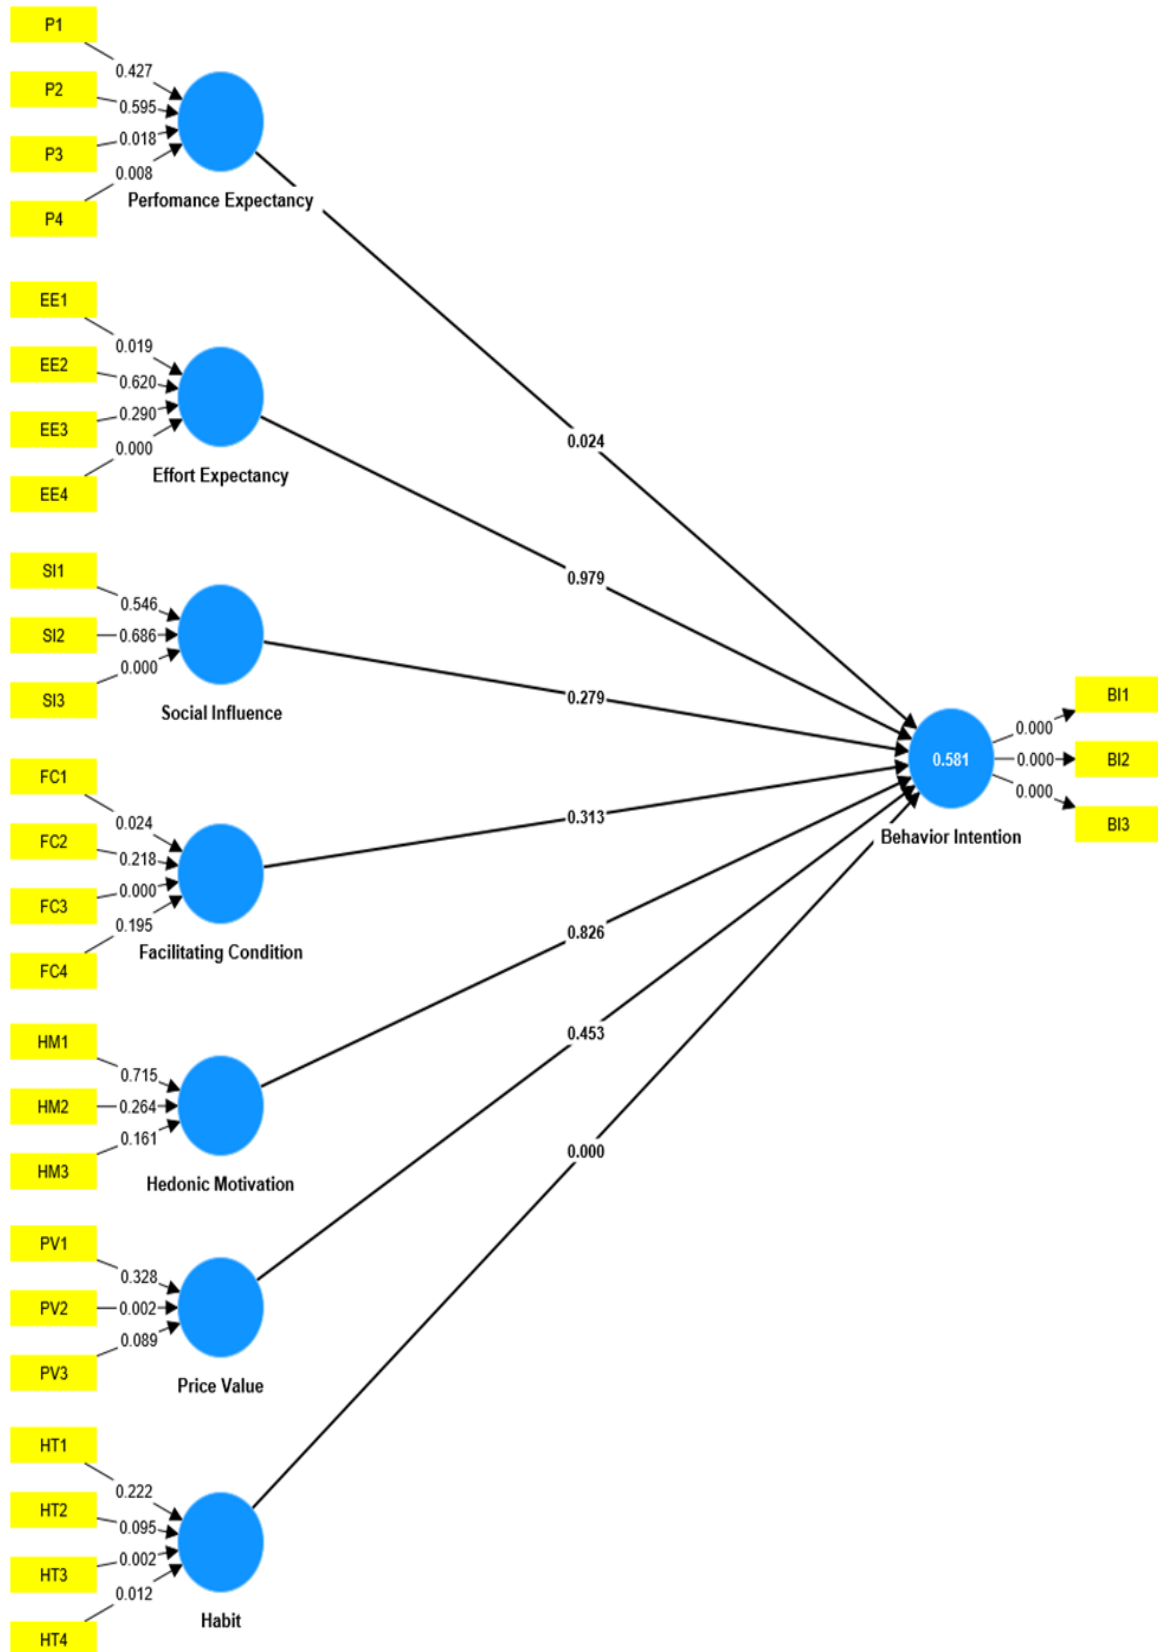 P1
0.427
P2
0.595
P3
0.018
0.008
P4
Perfomance Expectancy
EE1
0.019
EE2
0.620
EE3
0.290
0.000
EE4
Effort Expectancy
SI1
0.546
SI2
0.686
0.000
SI3
Social Influence
FC1
0.024
FC2
0.218
FC3
0.000
0.195
FC4
Facilitating Condition
HM1
0.715
HM2
0.264
0.161
HM3
Hedonic Motivation
PV1
0.328
PV2
0.002
0.089
PV3
Price Value
HT1
0.222
HT2
0.095
HT3
0.002
0.012
HT4
Habit
0.024
0.979
0.279
0.313
0.826
0.453
0.000
0.581
Behavior Intention
0.000
BI1
0.000
BI2
0.000
BI3